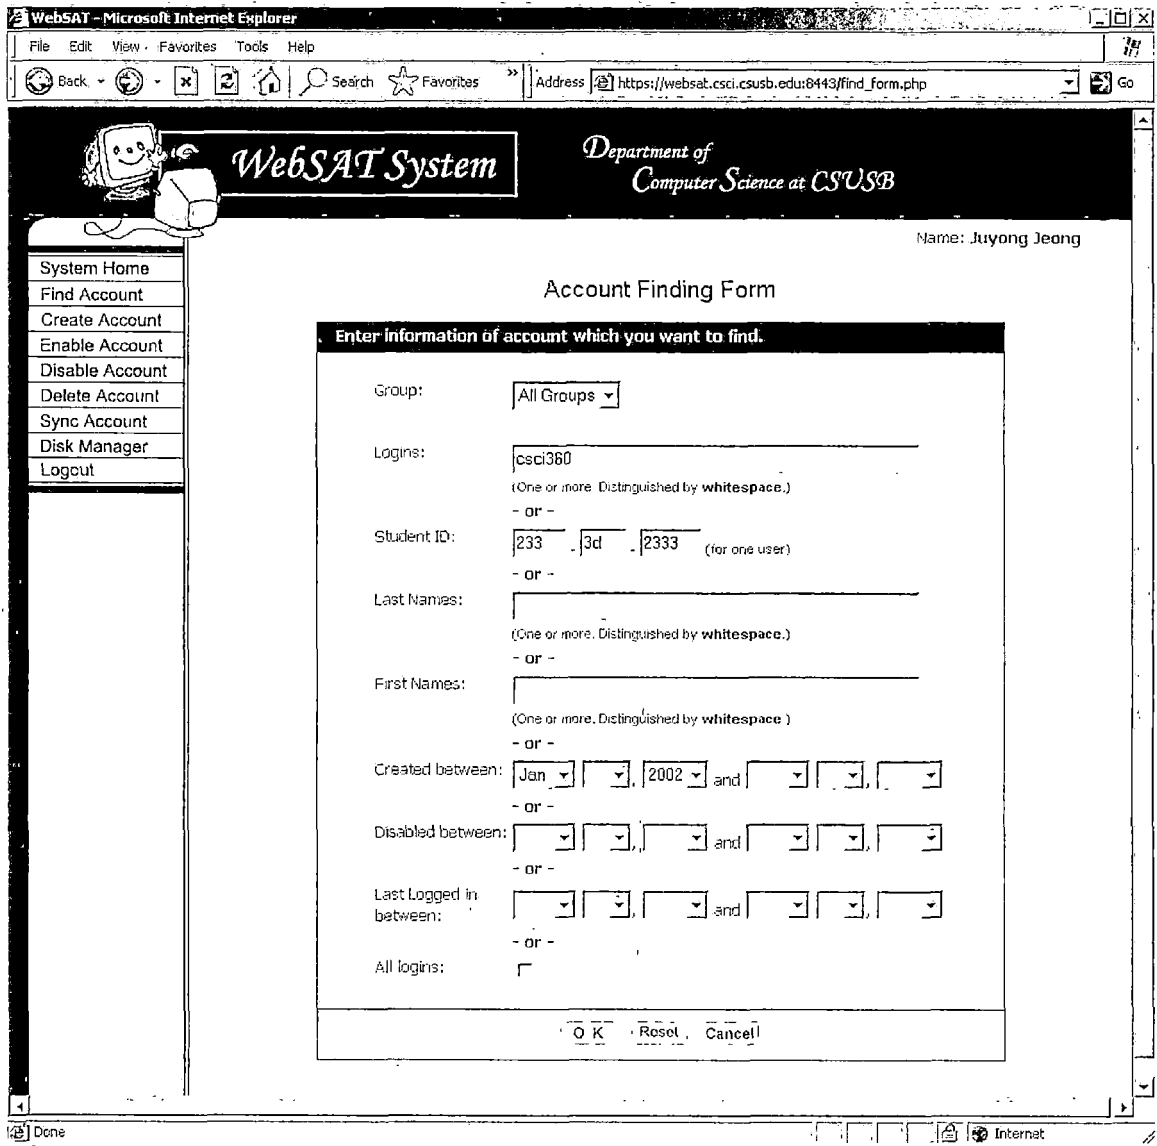 WebSAT - Microsoft Internet Explorer
File Edit View Favorites Tools Help
Back Search Favorites » Address https://websat.csci.csusb.edu:8443/find_form.php Go
WebSAT System
Department of
Computer Science at CSUSB
Name: Juyong Jeong
System Home
Find Account
Create Account
Enable Account
Disable Account
Delete Account
Sync Account
Disk Manager
Logout
Account Finding Form
Enter information of account which you want to find.
Group: All Groups
Logins: csci360
(One or more. Distinguished by whitespace.)
- or -
Student ID: 233 - 3d - 2333 (for one user)
- or -
Last Names:
(One or more. Distinguished by whitespace.)
- or -
First Names:
(One or more. Distinguished by whitespace.)
- or -
Created between: Jan , 2002 and ,
- or -
Disabled between: , and ,
- or -
Last Logged in
between: , and ,
- or -
All logins:
O K Reset Cancel
Done Internet